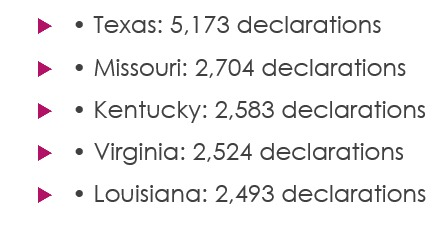 • Texas: 5,173 declarations
• Missouri: 2,704 declarations
• Kentucky: 2,583 declarations
• Virginia: 2,524 declarations
• Louisiana: 2,493 declarations